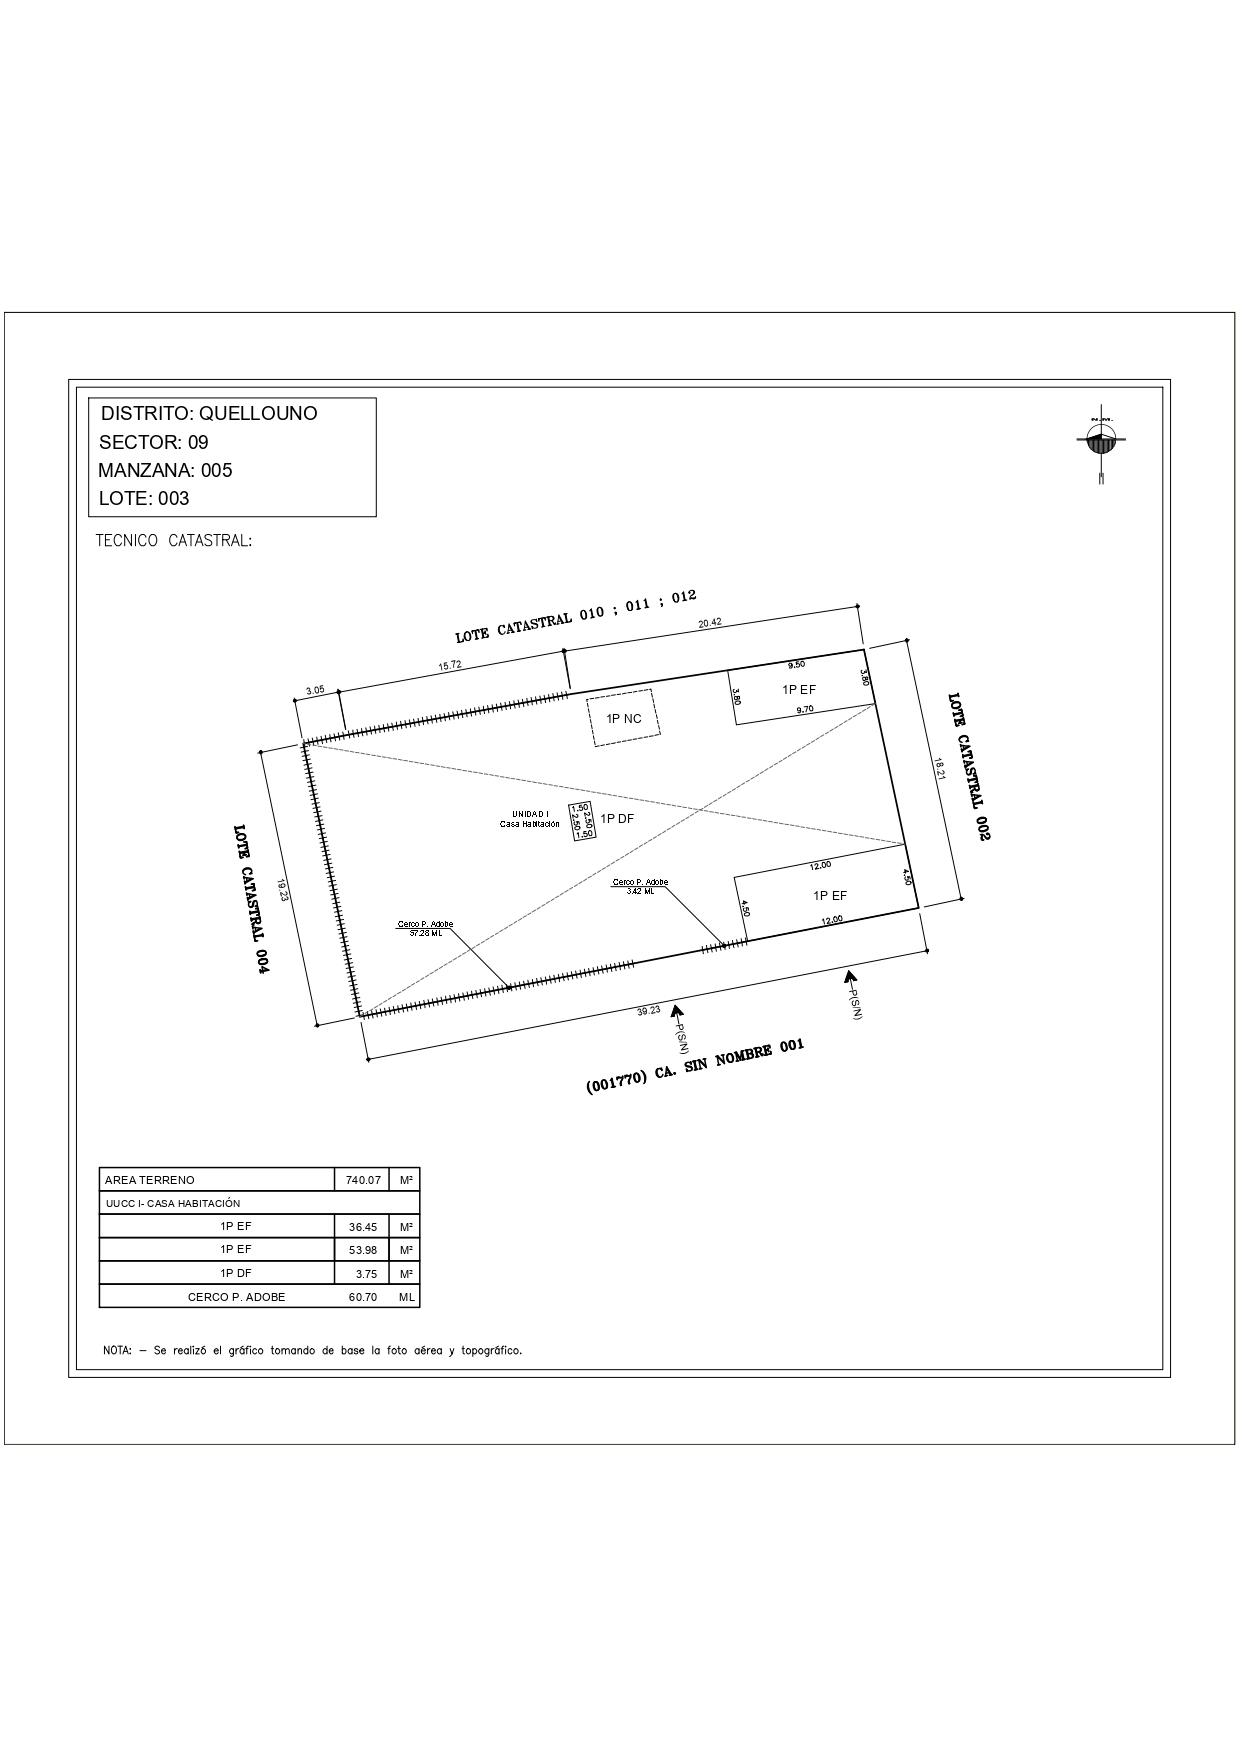 DISTRITO: QUELLOUNO
SECTOR: 09
MANZANA: 005
LOTE: 003
N.M.
TECNICO CATASTRAL:
LOTE CATASTRAL 010 ; 011 ; 012
20.42
15.72
3.05
9.50
3.80
1P EF
3.80
9.70
1P NC
LOTE CATASTRAL 002
18.21
UNIDAD I
Casa Habitación
1.50
2.50
2.50
1.50
1P DF
LOTE CATASTRAL 004
19.23
12.00
4.50
1P EF
4.50
12.00
Cerco P. Adobe
3.42 ML
Cerco P. Adobe
57.28 ML
39.23
P(S/N)
P(S/N)
(001770) CA. SIN NOMBRE 001
AREA TERRENO 740.07 M²
UUCC I- CASA HABITACIÓN
1P EF 36.45 M²
1P EF 53.98 M²
1P DF 3.75 M²
CERCO P. ADOBE 60.70 ML
NOTA: – Se realizó el gráfico tomando de base la foto aérea y topográfico.